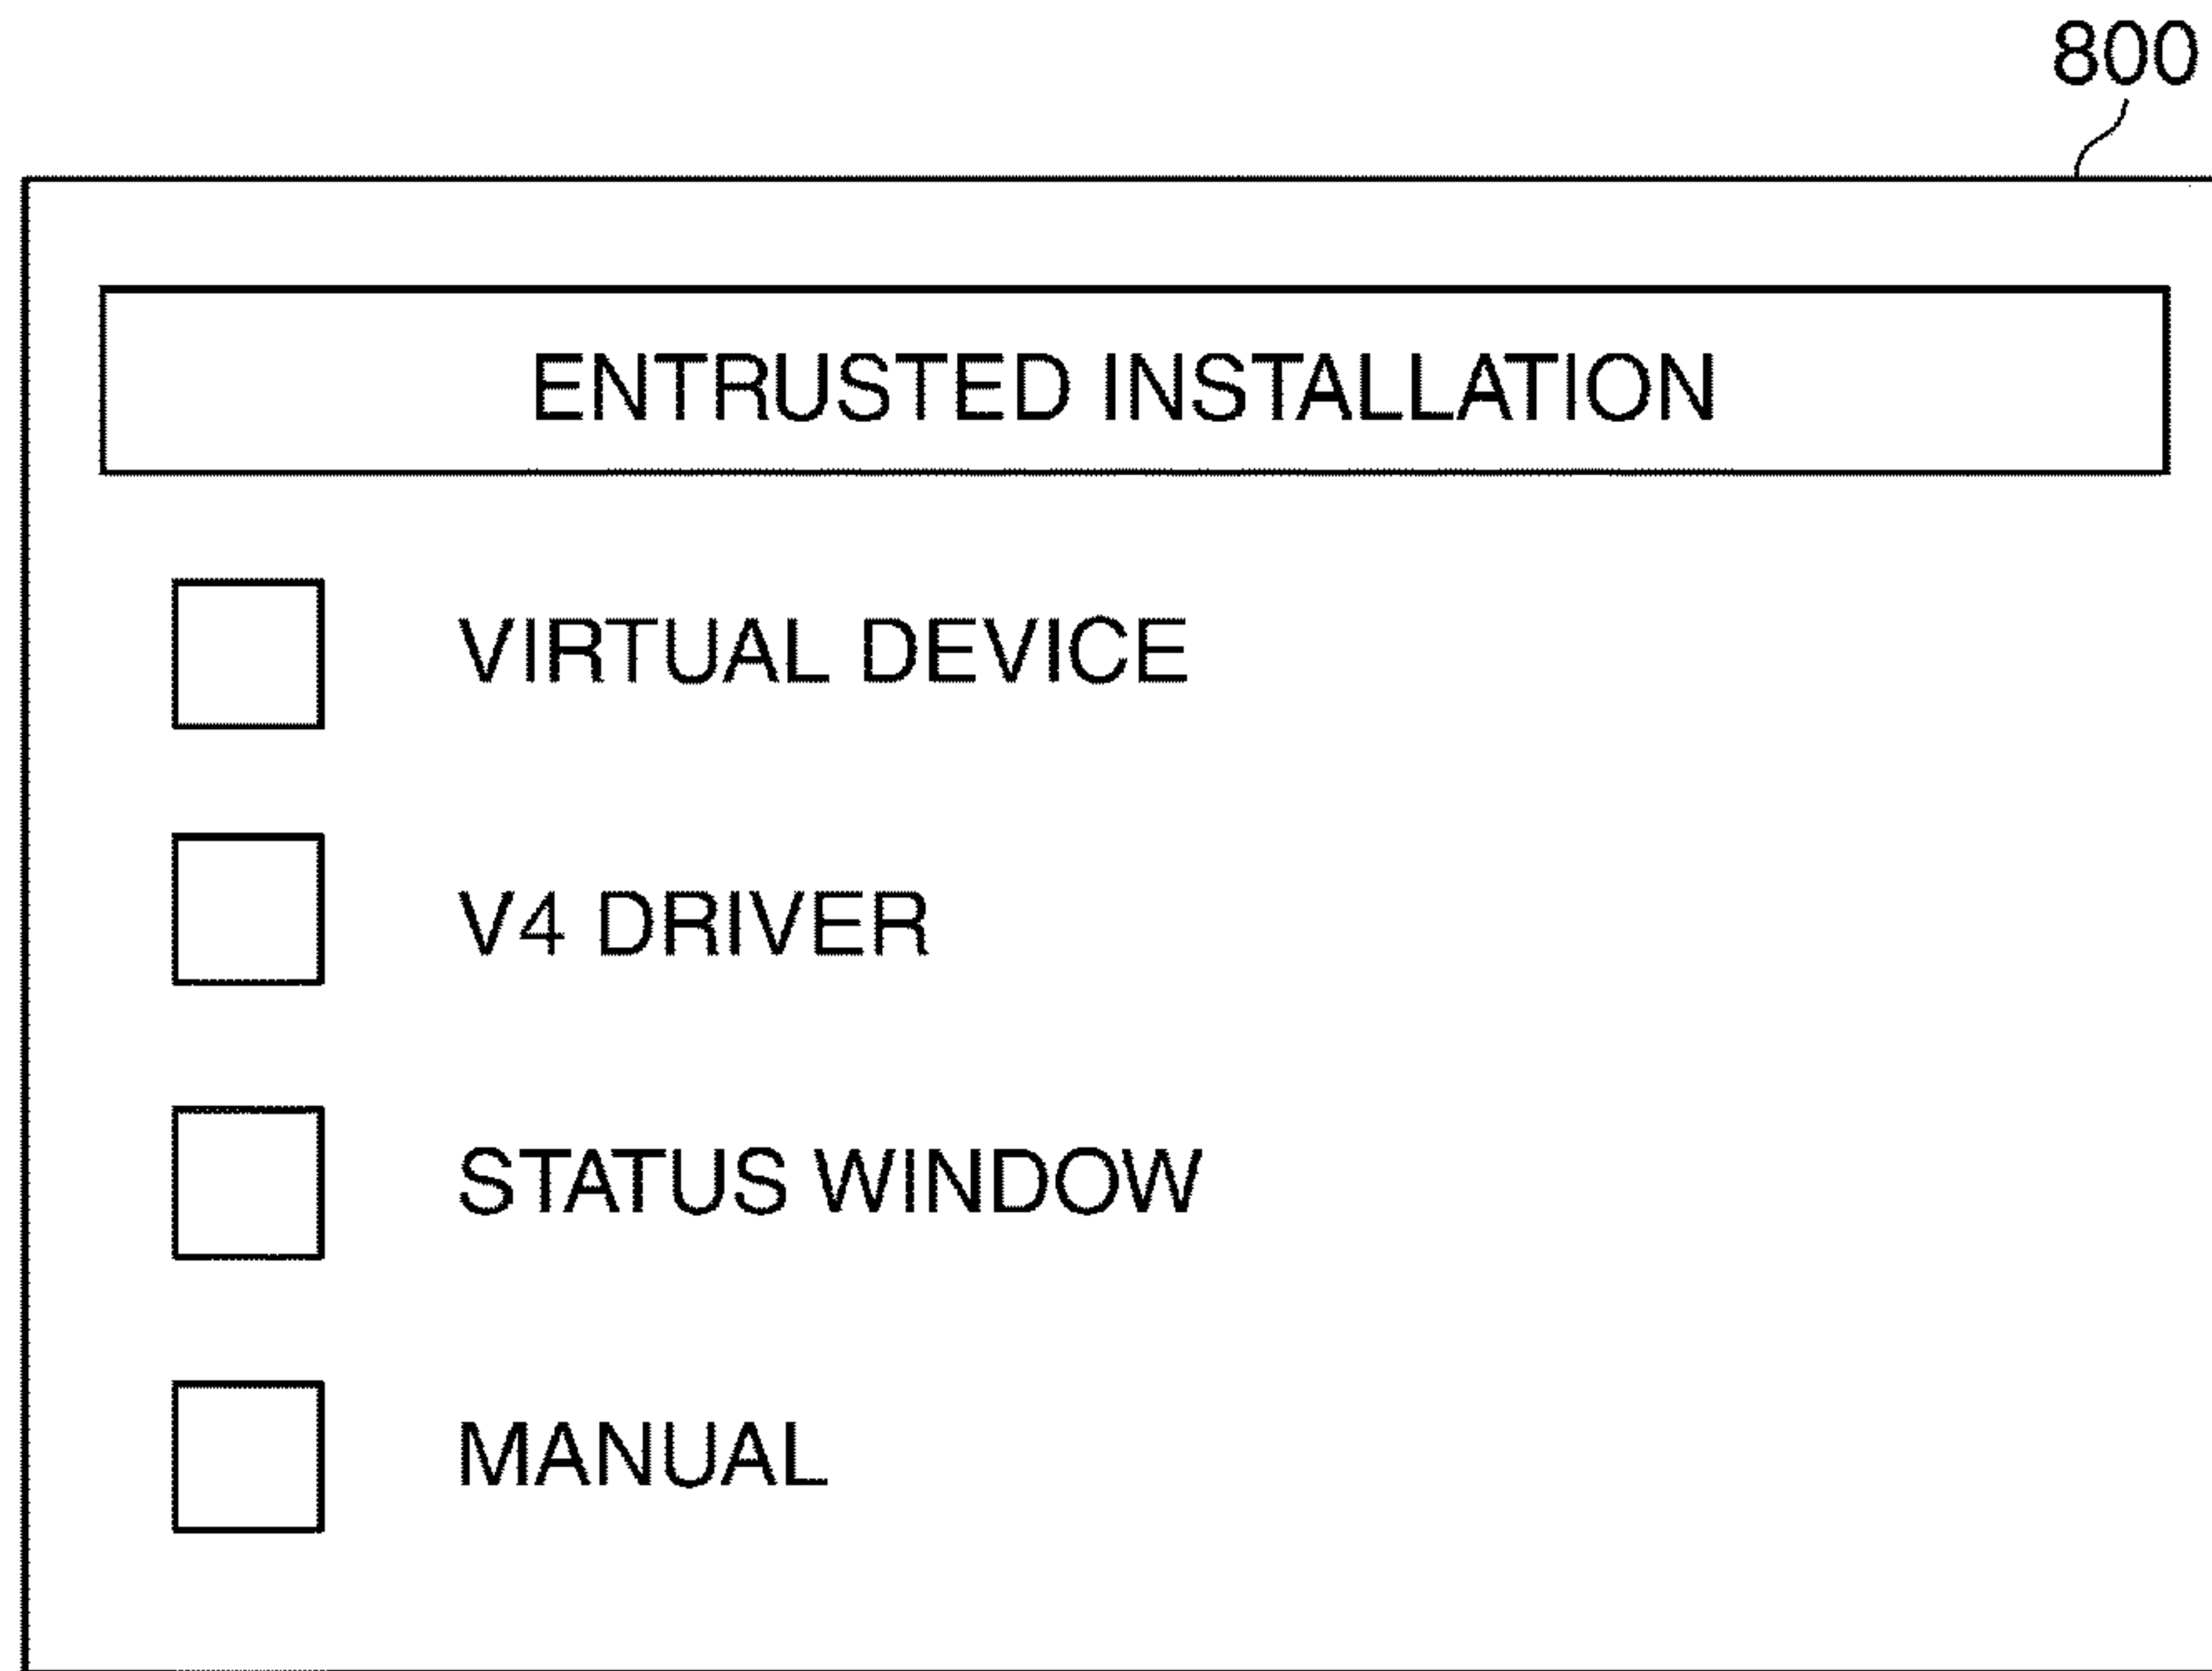 800
ENTRUSTED INSTALLATION
VIRTUAL DEVICE
V4 DRIVER
STATUS WINDOW
MANUAL